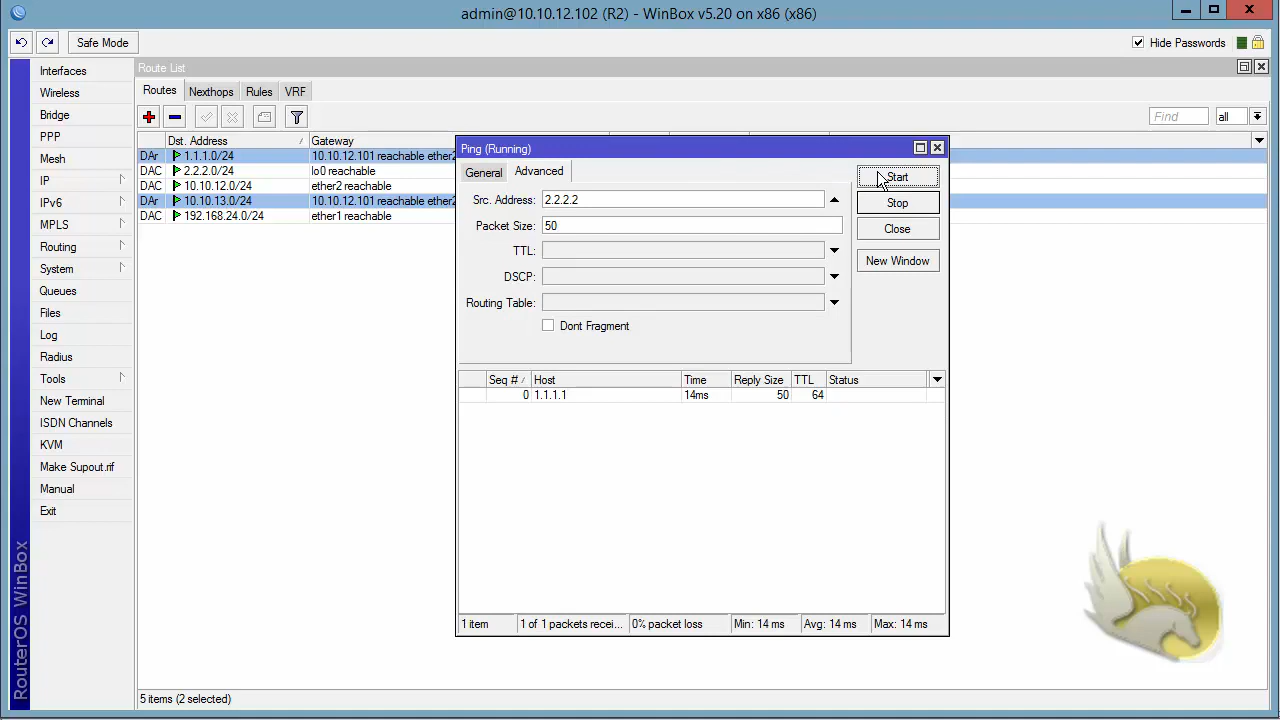 admin@10.10.12.102 (R2) - WinBox v5.20 on x86 (x86)
Safe Mode
Hide Passwords
Interfaces
Wireless
Bridge
PPP
Mesh
IP
IPv6
MPLS
Routing
System
Queues
Files
Log
Radius
Tools
New Terminal
ISDN Channels
KVM
Make Supout.rif
Manual
Exit
RouterOS WinBox
Route List
Routes Nexthops Rules VRF
Find all
Dst. Address Gateway
DAr 1.1.1.0/24 10.10.12.101 reachable ether2
DAC 2.2.2.0/24 lo0 reachable
DAC 10.10.12.0/24 ether2 reachable
DAr 10.10.13.0/24 10.10.12.101 reachable ether2
DAC 192.168.24.0/24 ether1 reachable
5 items (2 selected)
Ping (Running)
General Advanced
Src. Address: 2.2.2.2
Packet Size: 50
TTL:
DSCP:
Routing Table:
Dont Fragment
Start
Stop
Close
New Window
Seq # Host Time Reply Size TTL Status
0 1.1.1.1 14ms 50 64
1 item 1 of 1 packets recei... 0% packet loss Min: 14 ms Avg: 14 ms Max: 14 ms